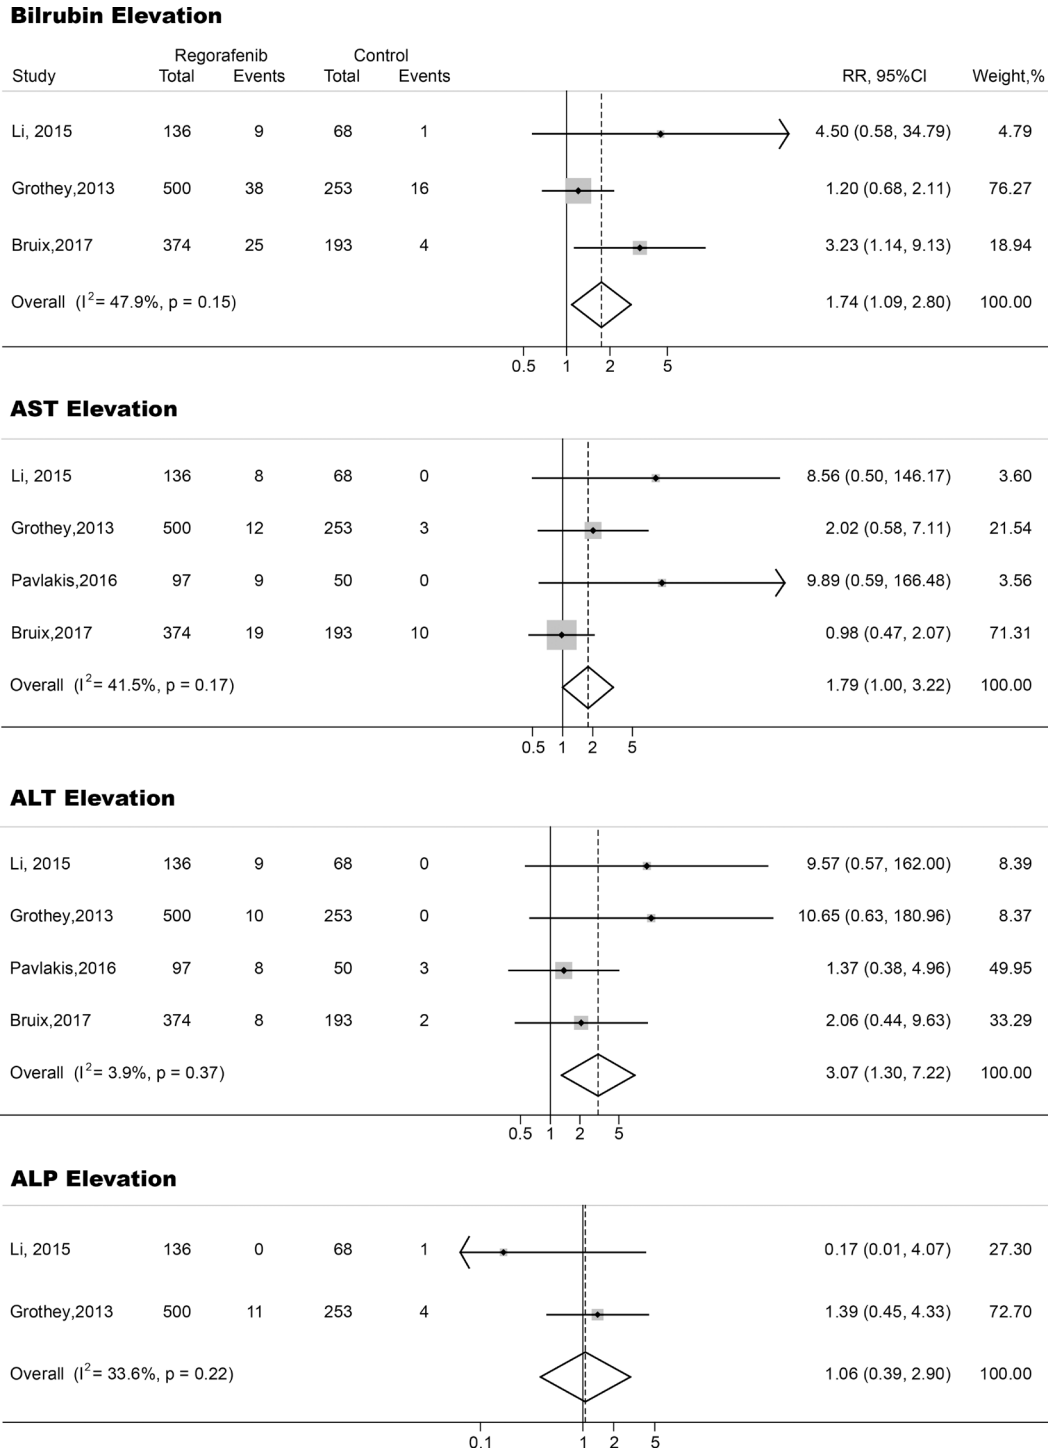 Bilrubin Elevation
Regorafenib Control
Study Total Events Total Events RR, 95%CI Weight,%
Li, 2015 136 9 68 1 4.50 (0.58, 34.79) 4.79
Grothey,2013 500 38 253 16 1.20 (0.68, 2.11) 76.27
Bruix,2017 374 25 193 4 3.23 (1.14, 9.13) 18.94
Overall (I²= 47.9%, p = 0.15) 1.74 (1.09, 2.80) 100.00
0.5 1 2 5
AST Elevation
Li, 2015 136 8 68 0 8.56 (0.50, 146.17) 3.60
Grothey,2013 500 12 253 3 2.02 (0.58, 7.11) 21.54
Pavlakis,2016 97 9 50 0 9.89 (0.59, 166.48) 3.56
Bruix,2017 374 19 193 10 0.98 (0.47, 2.07) 71.31
Overall (I²= 41.5%, p = 0.17) 1.79 (1.00, 3.22) 100.00
0.5 1 2 5
ALT Elevation
Li, 2015 136 9 68 0 9.57 (0.57, 162.00) 8.39
Grothey,2013 500 10 253 0 10.65 (0.63, 180.96) 8.37
Pavlakis,2016 97 8 50 3 1.37 (0.38, 4.96) 49.95
Bruix,2017 374 8 193 2 2.06 (0.44, 9.63) 33.29
Overall (I²= 3.9%, p = 0.37) 3.07 (1.30, 7.22) 100.00
0.5 1 2 5
ALP Elevation
Li, 2015 136 0 68 1 0.17 (0.01, 4.07) 27.30
Grothey,2013 500 11 253 4 1.39 (0.45, 4.33) 72.70
Overall (I²= 33.6%, p = 0.22) 1.06 (0.39, 2.90) 100.00
0.1 1 2 5